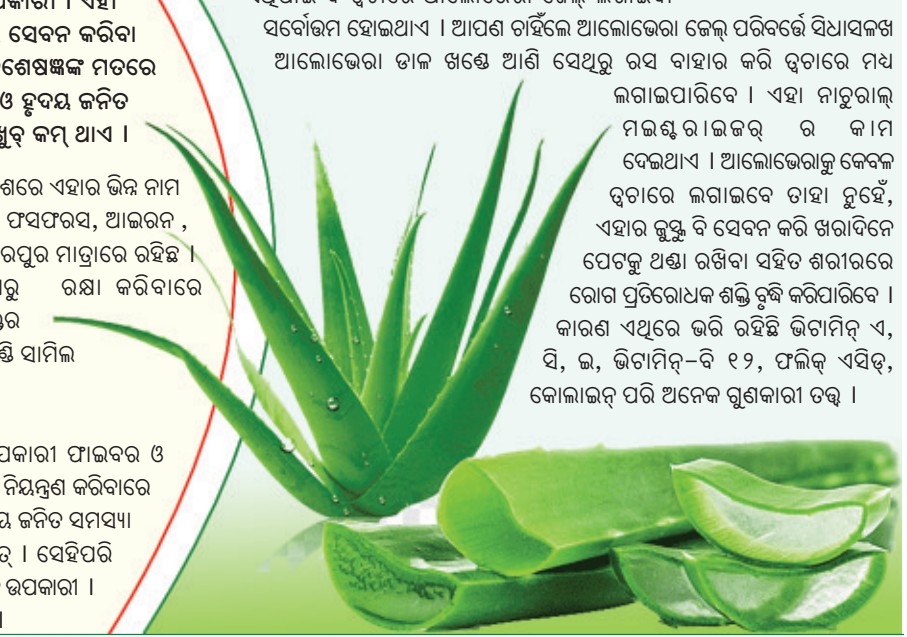 ପକାରୀ । ଏହା
ସେବନ କରିବା
ଶେଷଜ୍ଞଙ୍କ ମତରେ
ଓ ହୃଦୟ ଜନିତ
ଖୁବ୍ କମ୍ ଥାଏ ।
ଶରେ ଏହାର ଭିନ୍ନ ନାମ
ଫସଫରସ, ଆଇରନ ,
ରପୁର ମାତ୍ରାରେ ରହିଛ ।
ରୁ ରକ୍ଷା କରିବାରେ
ସାମିଲ
ପକାରୀ ଫାଇବର ଓ
ନିୟନ୍ତ୍ରଣ କରିବାରେ
ୟ ଜନିତ ସମସ୍ୟା
ତ୍ । ସେହିପରି
ଉପକାରୀ ।
ସର୍ବୋତ୍ତମ ହୋଇଥାଏ । ଆପଣ ଚାହିଁଲେ ଆଲୋଭେରା ଜେଲ୍ ପରିବର୍ତ୍ତେ ସିଧାସଳଖ
ଆଲୋଭେରା ଡାଳ ଖଣ୍ଡେ ଆଣି ସେଥିରୁ ରସ ବାହାର କରି ତ୍ୱଚାରେ ମଧ୍ୟ
ଲଗାଇପାରିବେ । ଏହା ନାଚୁରାଲ୍
ମଇଶ୍ଚରାଇଜର୍ ର କାମ
ଦେଇଥାଏ । ଆଲୋଭେରାକୁ କେବଳ
ତ୍ୱଚାରେ ଲଗାଇବେ ତାହା ନୁହେଁ,
ଏହାର ଜୁସ୍କୁ ବି ସେବନ କରି ଖରାଦିନେ
ପେଟକୁ ଥଣ୍ଡା ରଖିବା ସହିତ ଶରୀରରେ
ରୋଗ ପ୍ରତିରୋଧକ ଶକ୍ତି ବୃଦ୍ଧି କରିପାରିବେ ।
କାରଣ ଏଥିରେ ଭରି ରହିଛି ଭିଟାମିନ୍ ଏ,
ସି, ଇ, ଭିଟାମିନ୍-ବି ୧୨, ଫଲିକ୍ ଏସିଡ୍,
କୋଲାଇନ୍ ପରି ଅନେକ ଗୁଣକାରୀ ତତ୍ତ୍ୱ ।